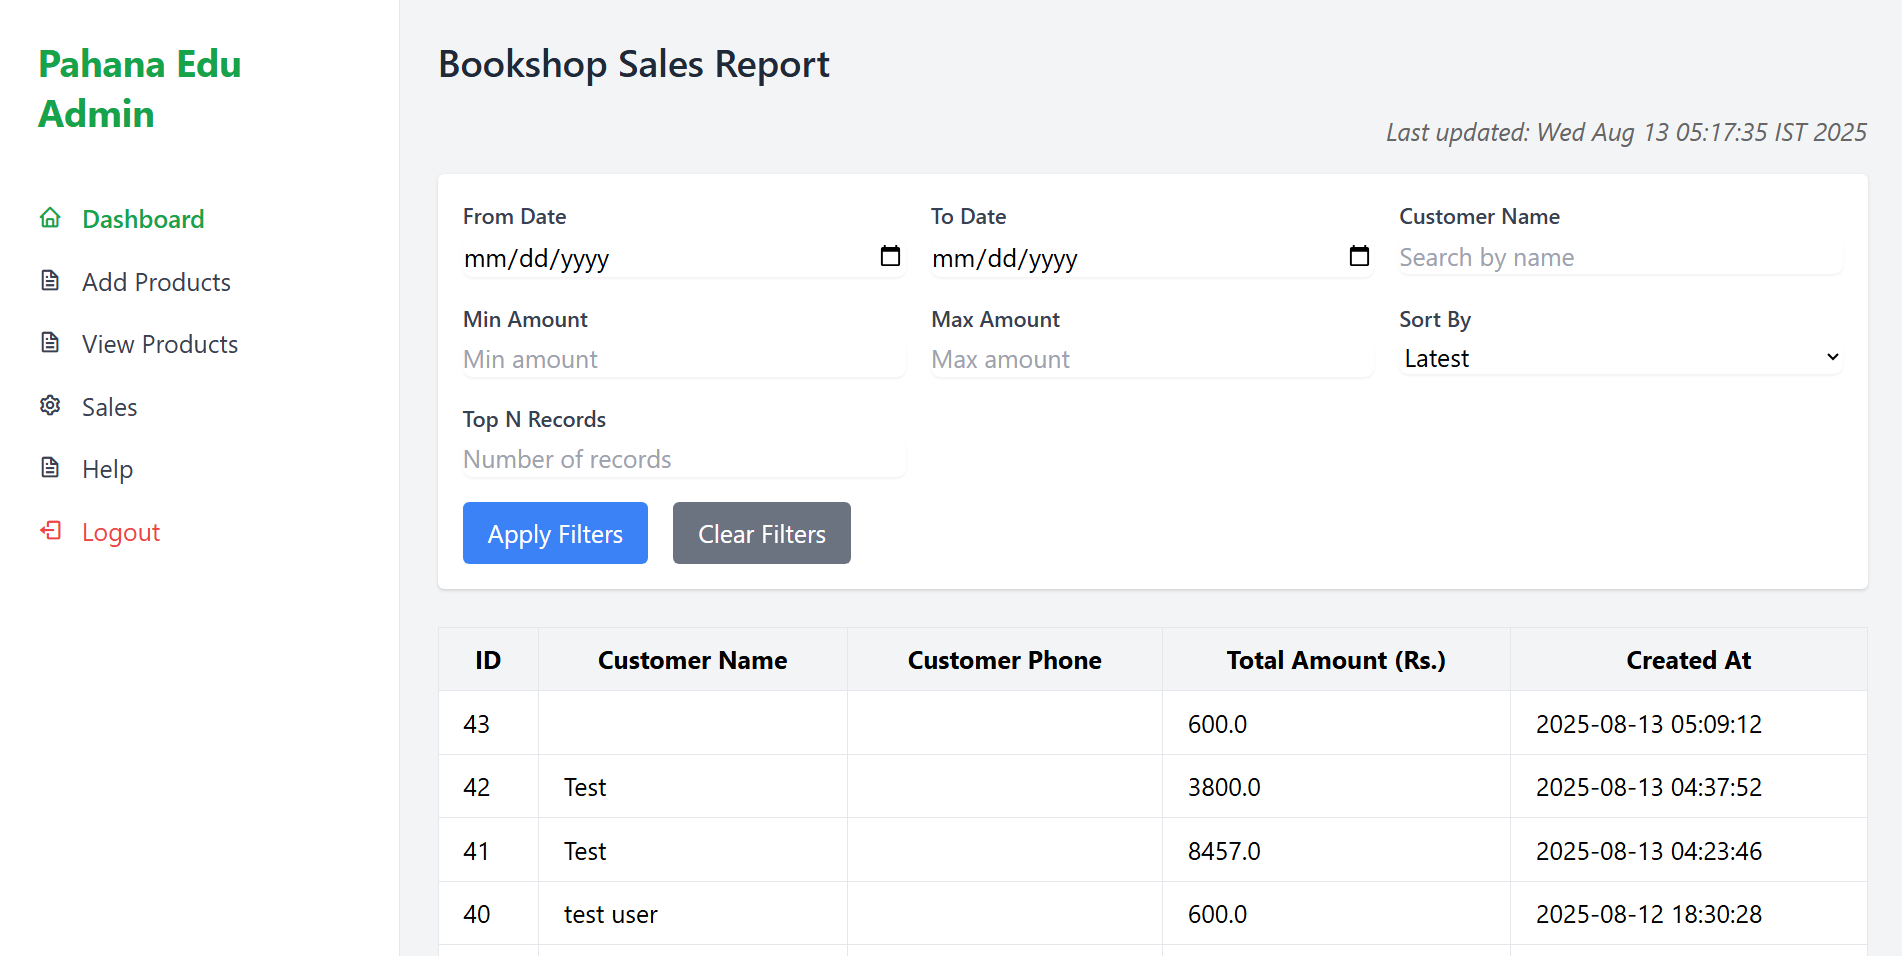 Pahana Edu
Admin
Dashboard
Add Products
View Products
Sales
Help
Logout
Bookshop Sales Report
Last updated: Wed Aug 13 05:17:35 IST 2025
From Date To Date Customer Name
mm/dd/yyyy mm/dd/yyyy Search by name
Min Amount Max Amount Sort By
Min amount Max amount Latest
Top N Records
Number of records
Apply Filters Clear Filters
ID Customer Name Customer Phone Total Amount (Rs.) Created At
43 600.0 2025-08-13 05:09:12
42 Test 3800.0 2025-08-13 04:37:52
41 Test 8457.0 2025-08-13 04:23:46
40 test user 600.0 2025-08-12 18:30:28